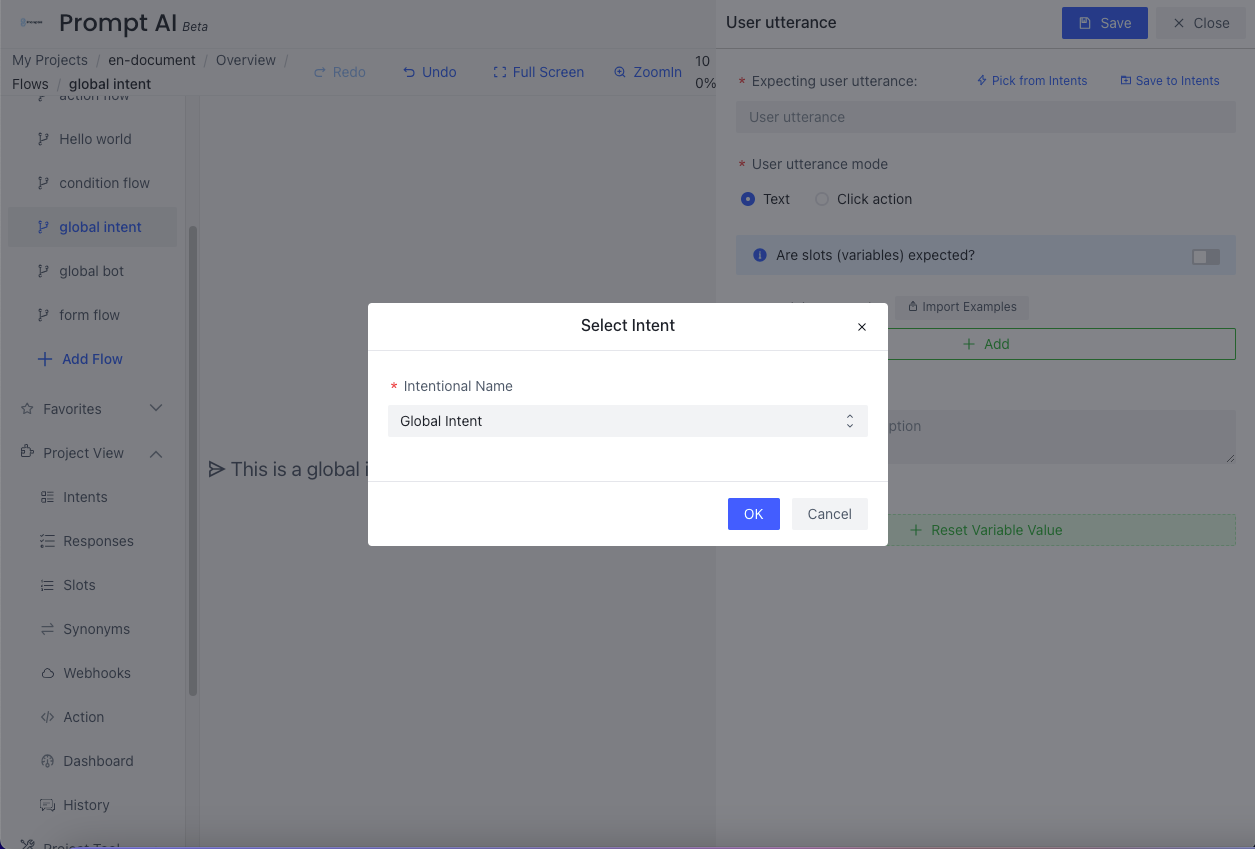 Prompt AI Beta
My Projects / en-document / Overview /
Flows / global intent
Redo
Undo
Full Screen
ZoomIn
10
0%
action flow
Hello world
condition flow
global intent
global bot
form flow
Add Flow
Favorites
Project View
Intents
Responses
Slots
Synonyms
Webhooks
Action
Dashboard
History
Project Tool
This is a global i
User utterance
Save
Close
* Expecting user utterance:
Pick from Intents
Save to Intents
User utterance
* User utterance mode
Text
Click action
Are slots (variables) expected?
Import Examples
Add
ption
Reset Variable Value
Select Intent
* Intentional Name
Global Intent
OK
Cancel